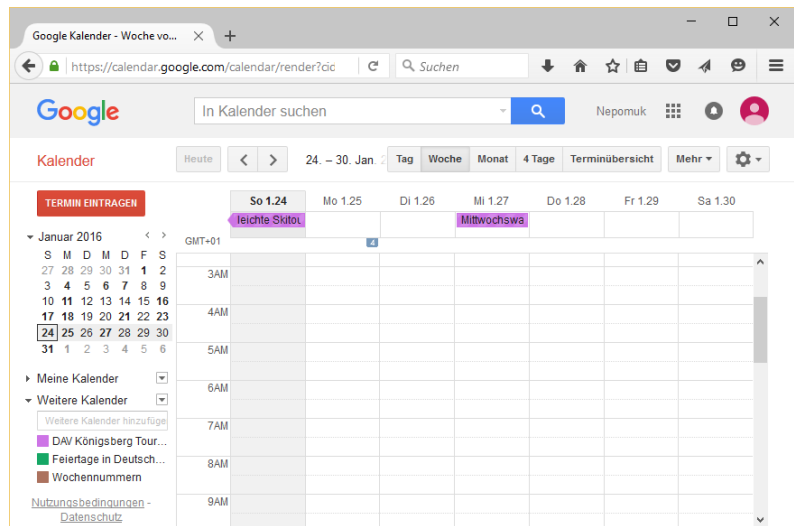 Google Kalender - Woche vo...
https://calendar.google.com/calendar/render?cid
Suchen
Google
In Kalender suchen
Nepomuk
Kalender
Heute
24. – 30. Jan. 2
Tag Woche Monat 4 Tage Terminübersicht
Mehr
TERMIN EINTRAGEN
Januar 2016
S M D M D F S
27 28 29 30 31 1 2
3 4 5 6 7 8 9
10 11 12 13 14 15 16
17 18 19 20 21 22 23
24 25 26 27 28 29 30
31 1 2 3 4 5 6
Meine Kalender
Weitere Kalender
Weitere Kalender hinzufüge
DAV Königsberg Tour...
Feiertage in Deutsch...
Wochennummern
Nutzungsbedingungen -
Datenschutz
So 1.24 Mo 1.25 Di 1.26 Mi 1.27 Do 1.28 Fr 1.29 Sa 1.30
leichte Skitou Mittwochswa
GMT+01
4
3AM
4AM
5AM
6AM
7AM
8AM
9AM